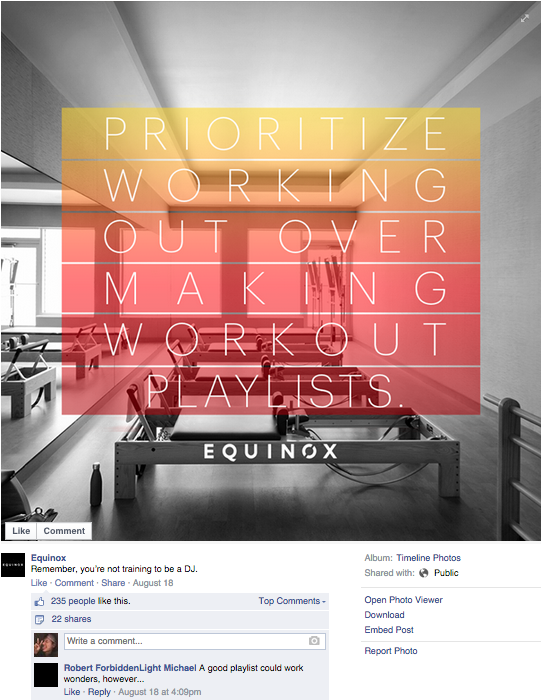 PRIORITIZE
WORKING
OUT OVER
MAKING
WORKOUT
PLAYLISTS.
EQUINOX
Like Comment
EQUINOX
Equinox
Remember, you're not training to be a DJ.
Like · Comment · Share · August 18
235 people like this.
Top Comments
22 shares
Write a comment...
Robert ForbiddenLight Michael A good playlist could work
wonders, however...
Like · Reply · August 18 at 4:09pm
Album: Timeline Photos
Shared with: Public
Open Photo Viewer
Download
Embed Post
Report Photo